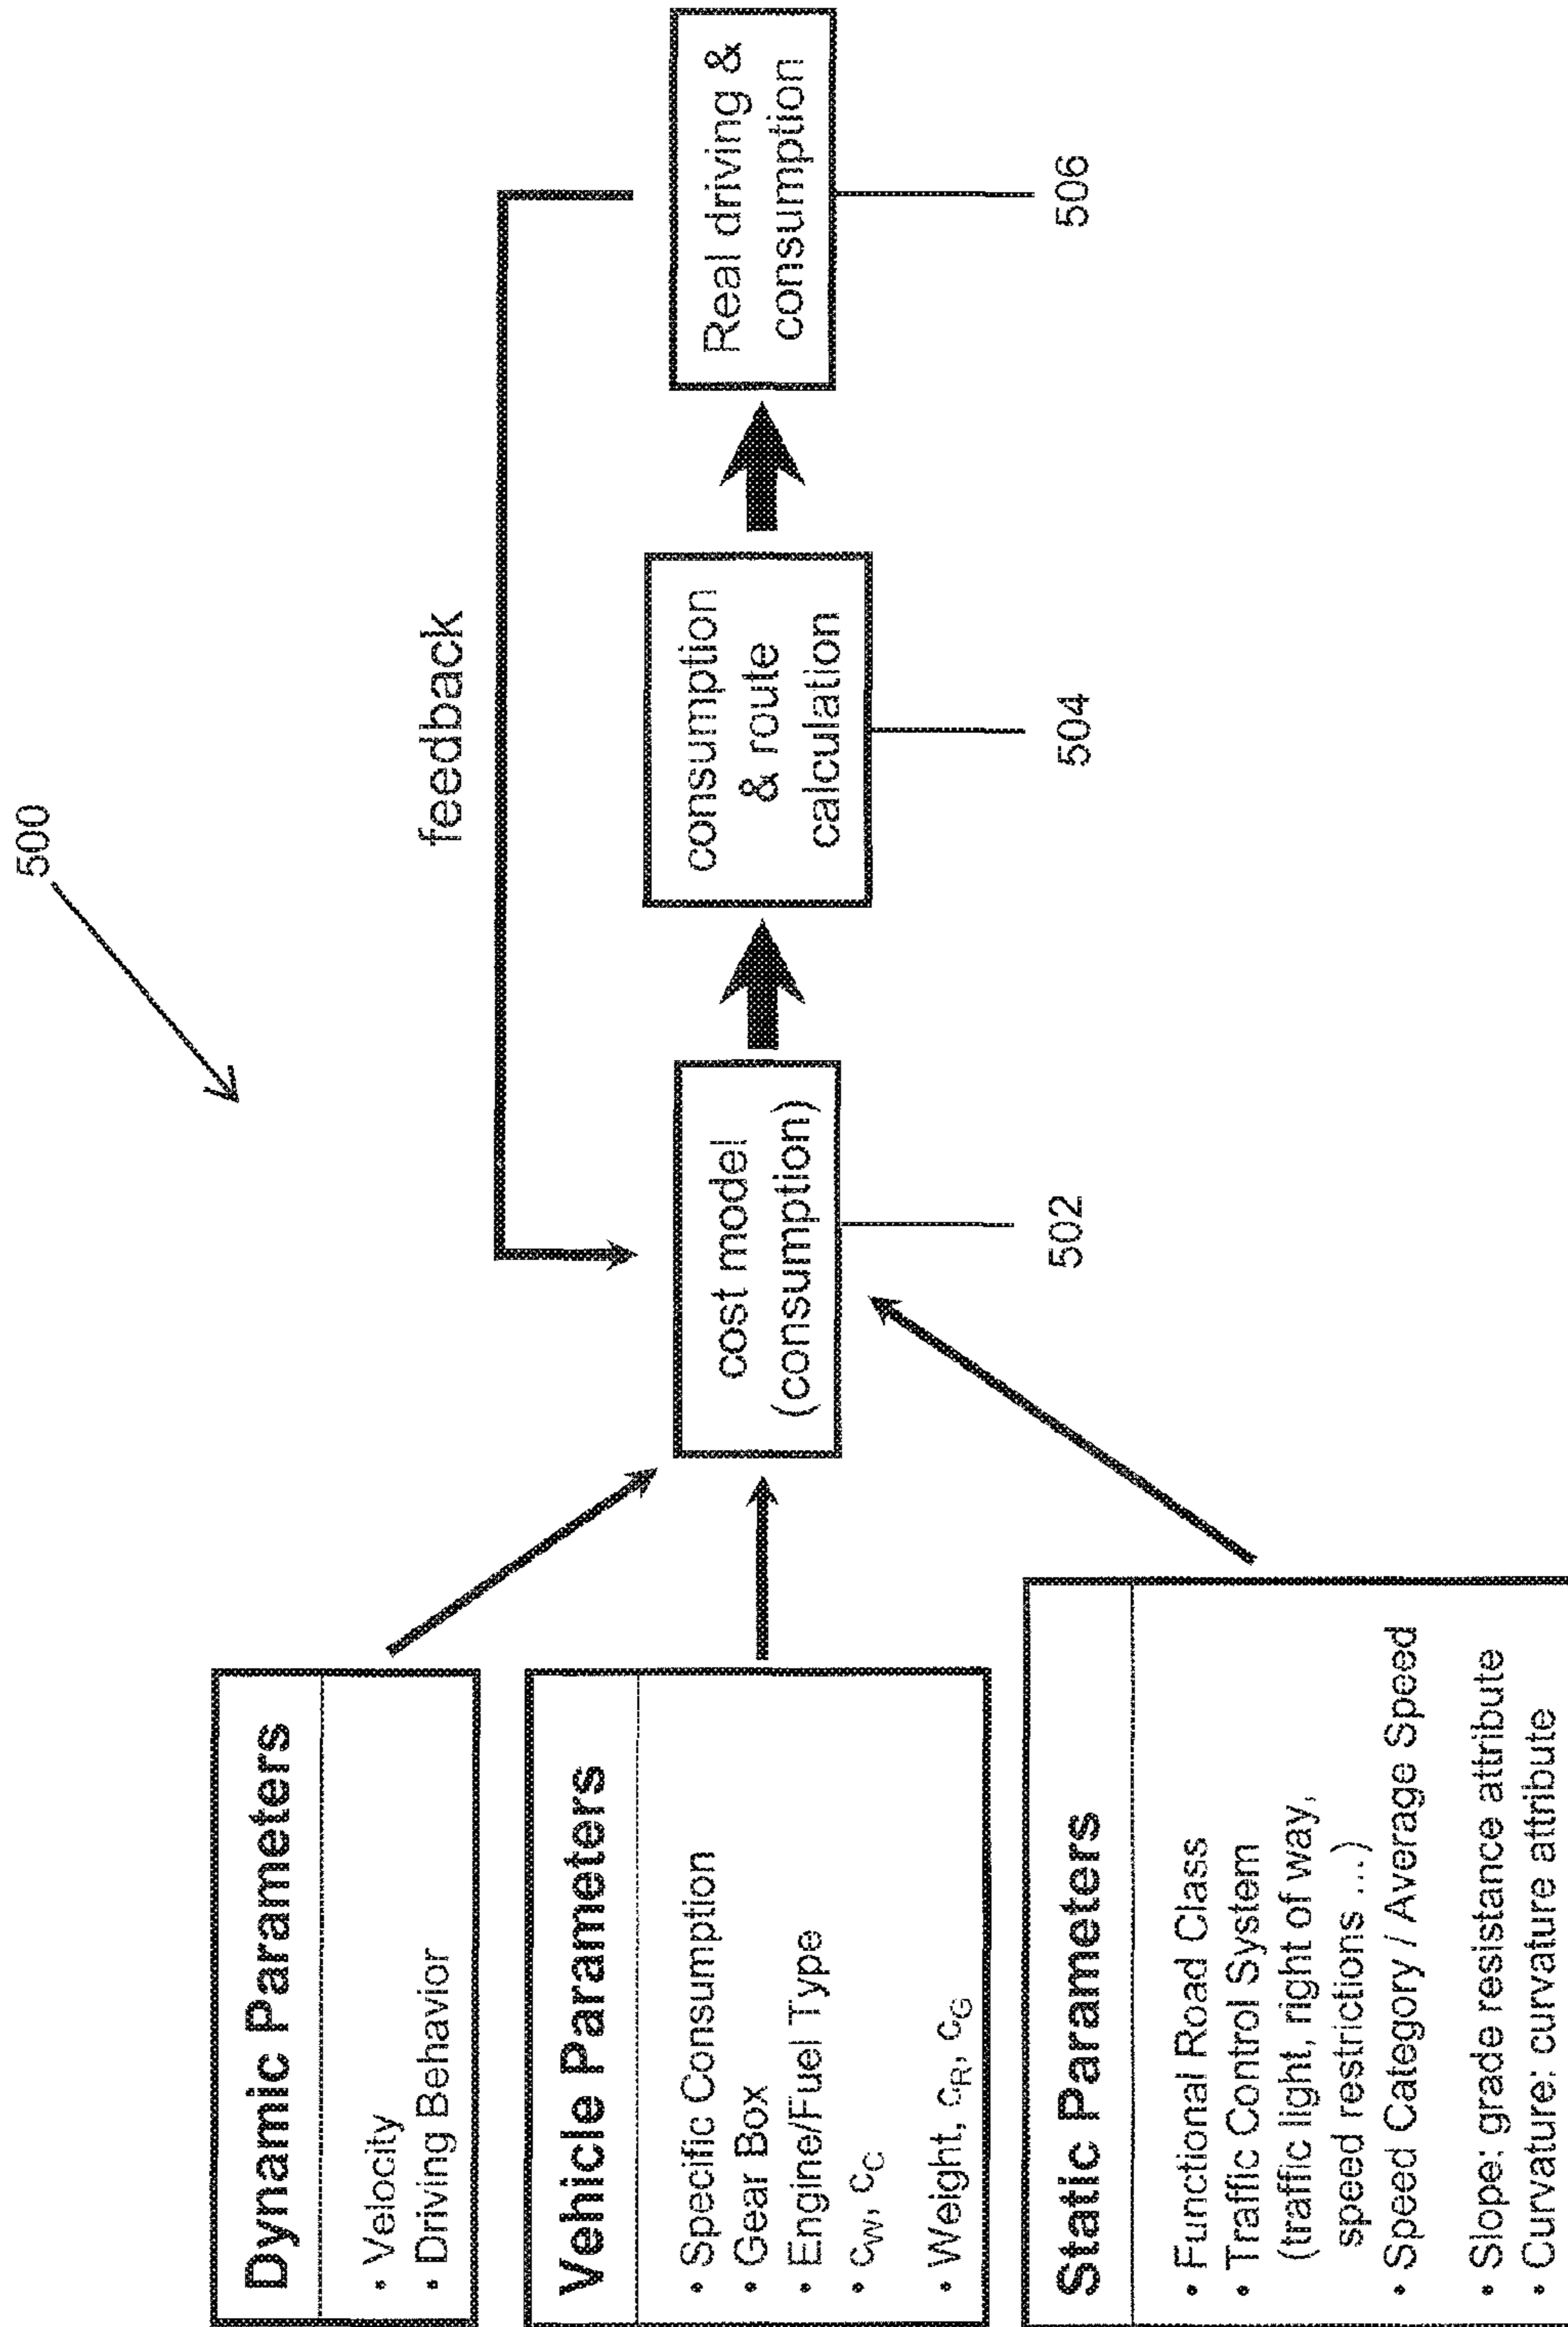 500
feedback
Dynamic Parameters
• Velocity
• Driving Behavior
Vehicle Parameters
• Specific Consumption
• Gear Box
• Engine/Fuel Type
• cW, cC
• Weight, cR, cG
Static Parameters
• Functional Road Class
• Traffic Control System
(traffic light, right of way,
speed restrictions ...)
• Speed Category / Average Speed
• Slope: grade resistance attribute
• Curvature: curvature attribute
cost model
(consumption)
502
consumption
& route
calculation
504
Real driving &
consumption
506